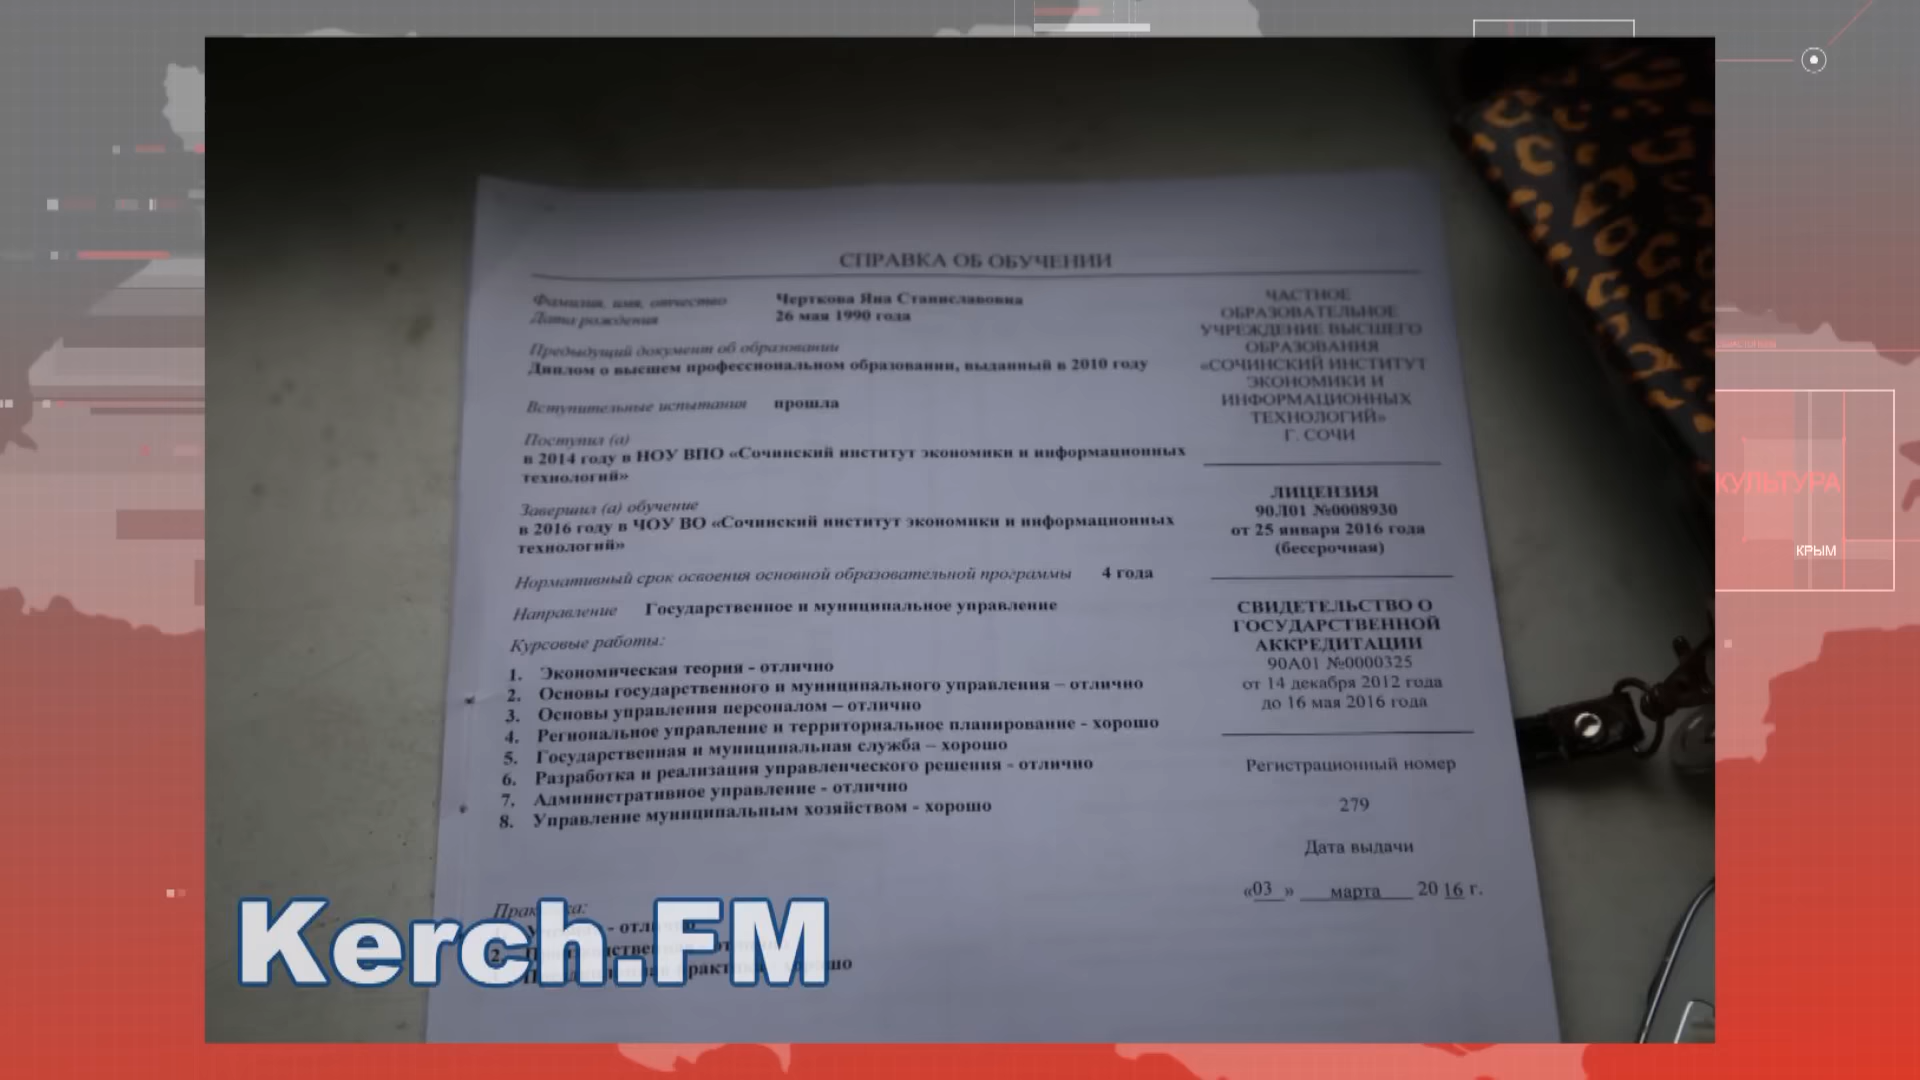 СПРАВКА ОБ ОБУЧЕНИИ
Фамилия, имя, отчество Черткова Яна Станиславовна
Дата рождения 26 мая 1990 года
Предыдущий документ об образовании
Диплом о высшем профессиональном образовании, выданный в 2010 году
Вступительные испытания прошла
Поступил (а)
в 2014 году в НОУ ВПО «Сочинский институт экономики и информационных
технологий»
Завершил (а) обучение
в 2016 году в ЧОУ ВО «Сочинский институт экономики и информационных
технологий»
Нормативный срок освоения основной образовательной программы 4 года
Направление Государственное и муниципальное управление
Курсовые работы:
1. Экономическая теория - отлично
2. Основы государственного и муниципального управления – отлично
3. Основы управления персоналом – отлично
4. Региональное управление и территориальное планирование - хорошо
5. Государственная и муниципальная служба – хорошо
6. Разработка и реализация управленческого решения - отлично
7. Административное управление - отлично
8. Управление муниципальным хозяйством - хорошо
ЧАСТНОЕ
ОБРАЗОВАТЕЛЬНОЕ
УЧРЕЖДЕНИЕ ВЫСШЕГО
ОБРАЗОВАНИЯ
«СОЧИНСКИЙ ИНСТИТУТ
ЭКОНОМИКИ И
ИНФОРМАЦИОННЫХ
ТЕХНОЛОГИЙ»
Г. СОЧИ
ЛИЦЕНЗИЯ
90Л01 №0008930
от 25 января 2016 года
(бессрочная)
СВИДЕТЕЛЬСТВО О
ГОСУДАРСТВЕННОЙ
АККРЕДИТАЦИИ
90А01 №0000325
от 14 декабря 2012 года
до 16 мая 2016 года
Регистрационный номер
279
Дата выдачи
«03» марта 2016 г.
Kerch.FM
КУЛЬТУРА
КРЫМ